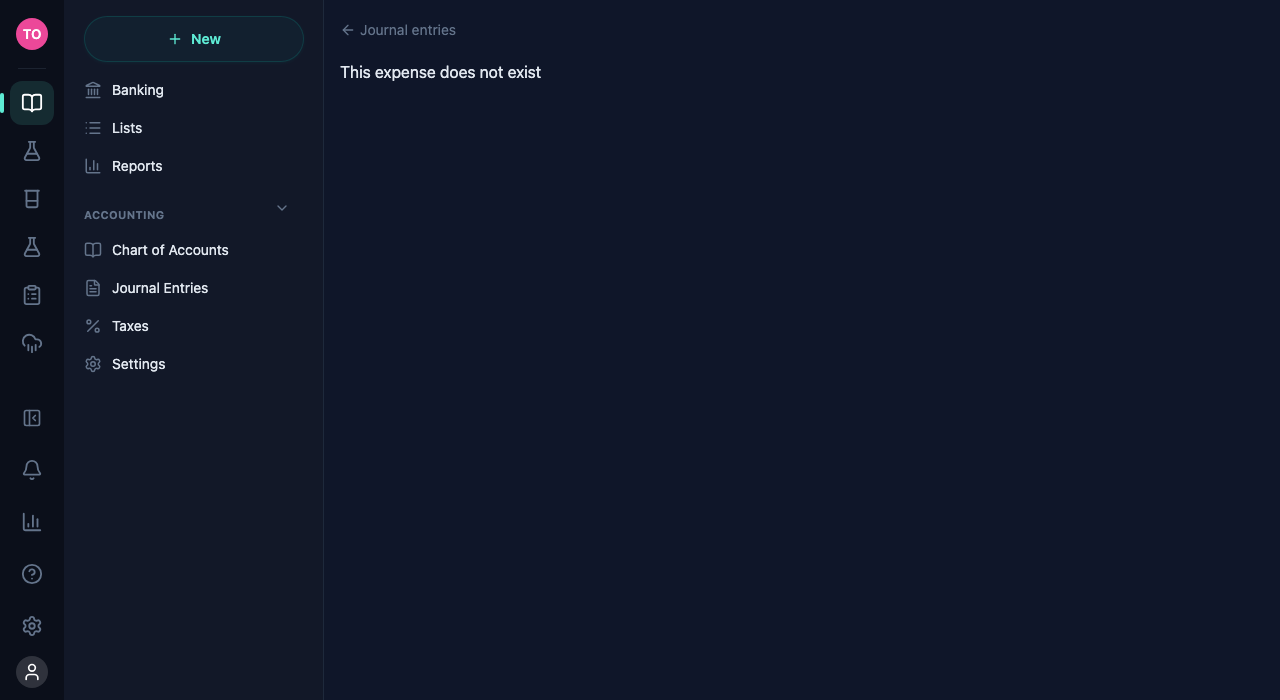 TO
New
Banking
Lists
Reports
ACCOUNTING
Chart of Accounts
Journal Entries
Taxes
Settings
Journal entries
This expense does not exist